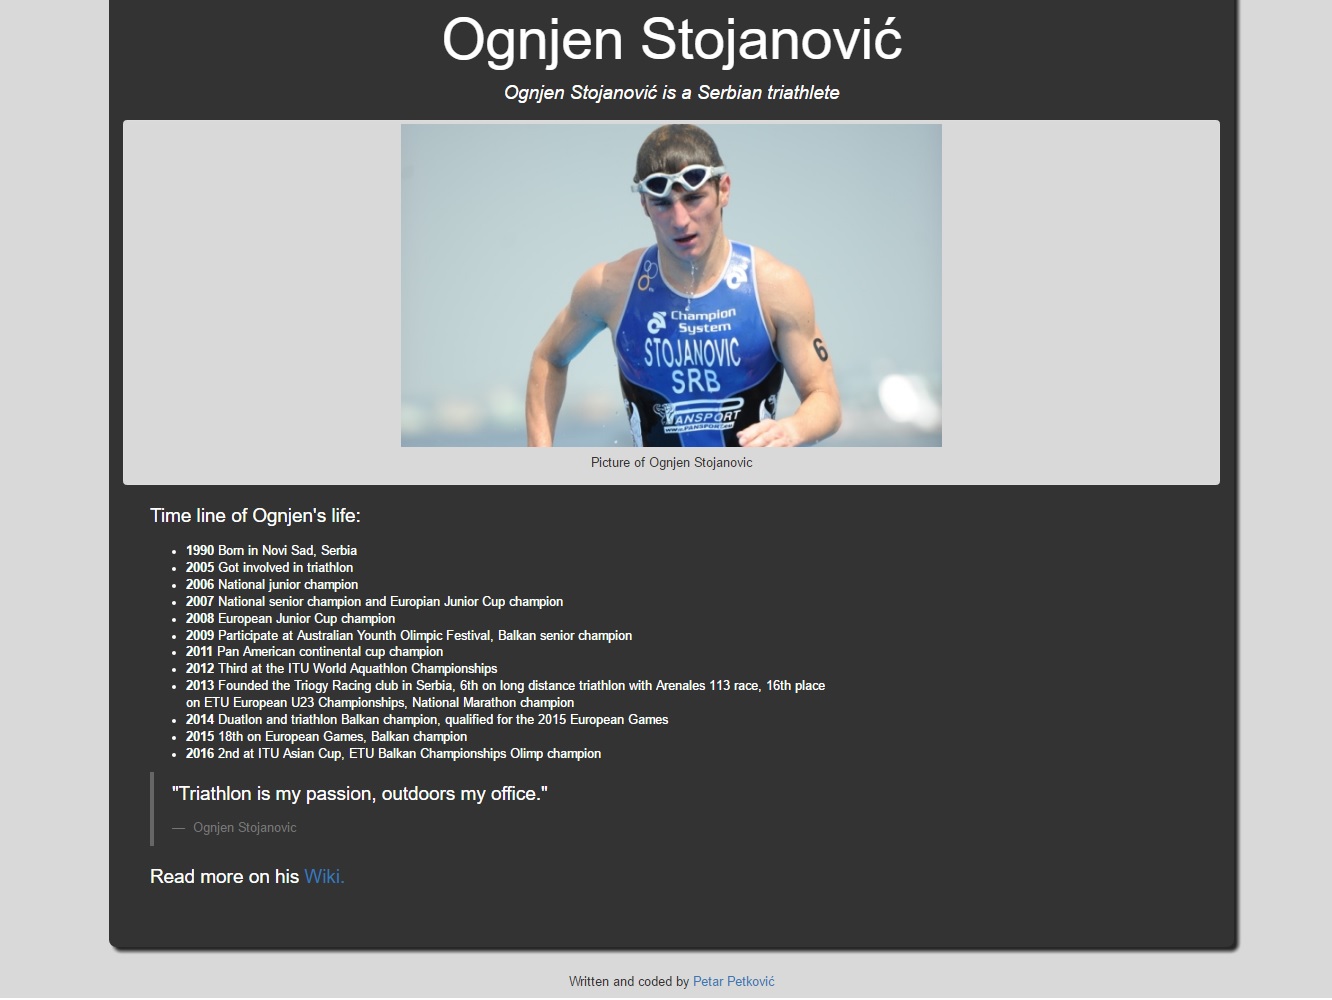 Ognjen Stojanović
Ognjen Stojanović is a Serbian triathlete
Champion
System
STOJANOVIC
SRB
6
Picture of Ognjen Stojanovic
Time line of Ognjen's life:
1990 Born in Novi Sad, Serbia
2005 Got involved in triathlon
2006 National junior champion
2007 National senior champion and Europian Junior Cup champion
2008 European Junior Cup champion
2009 Participate at Australian Younth Olimpic Festival, Balkan senior champion
2011 Pan American continental cup champion
2012 Third at the ITU World Aquathlon Championships
2013 Founded the Triogy Racing club in Serbia, 6th on long distance triathlon with Arenales 113 race, 16th place
on ETU European U23 Championships, National Marathon champion
2014 Duatlon and triathlon Balkan champion, qualified for the 2015 European Games
2015 18th on European Games, Balkan champion
2016 2nd at ITU Asian Cup, ETU Balkan Championships Olimp champion
"Triathlon is my passion, outdoors my office."
— Ognjen Stojanovic
Read more on his Wiki.
Written and coded by Petar Petković